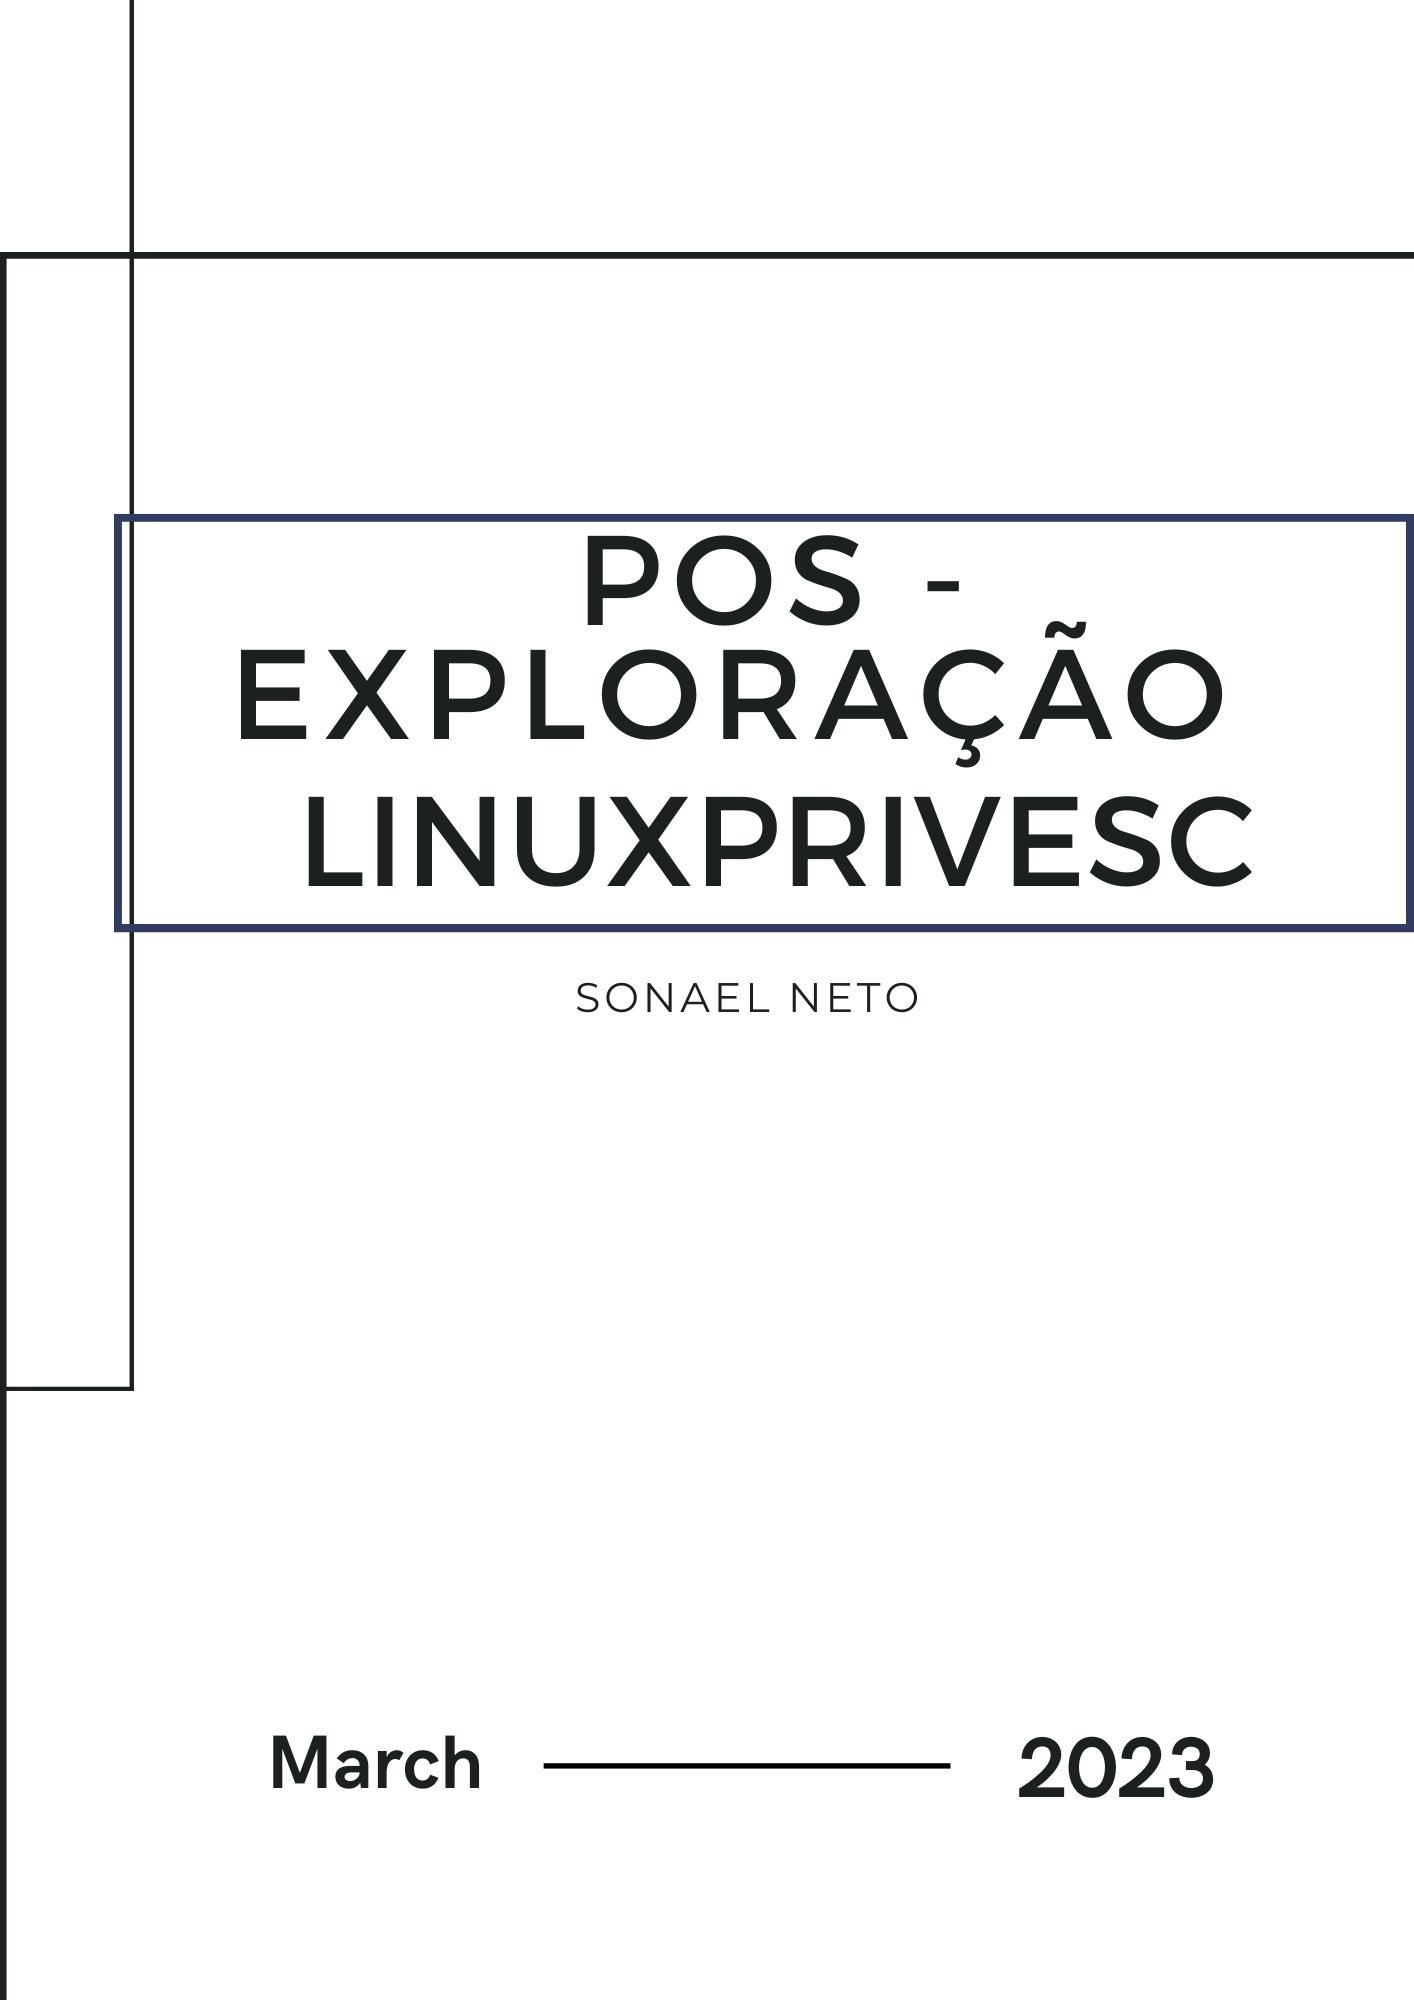 POS -
EXPLORAÇÃO
LINUXPRIVESC
SONAEL NETO
March
2023